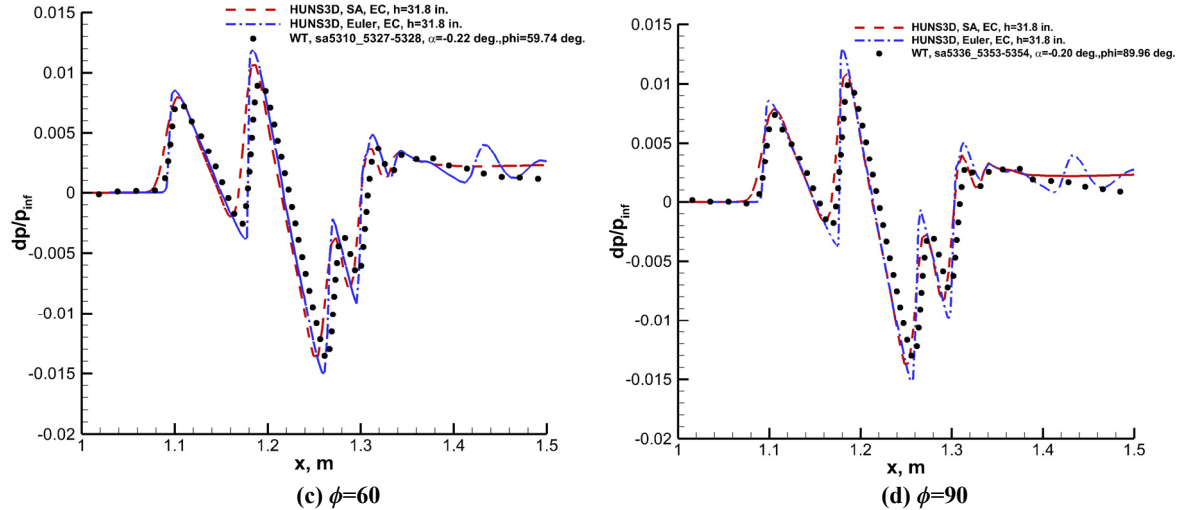 HUNS3D, SA, EC, h=31.8 in.
HUNS3D, Euler, EC, h=31.8 in.
WT, sa5310_5327-5328, α=-0.22 deg.,phi=59.74 deg.
0.015
0.01
0.005
0
-0.005
-0.01
-0.015
-0.02
dp/p_inf
1
1.1
1.2
1.3
1.4
1.5
x, m
(c) ϕ=60
HUNS3D, SA, EC, h=31.8 in.
HUNS3D, Euler, EC, h=31.8 in.
WT, sa5336_5353-5354, α=-0.20 deg.,phi=89.96 deg.
0.015
0.01
0.005
0
-0.005
-0.01
-0.015
-0.02
dp/p_inf
1
1.1
1.2
1.3
1.4
1.5
x, m
(d) ϕ=90